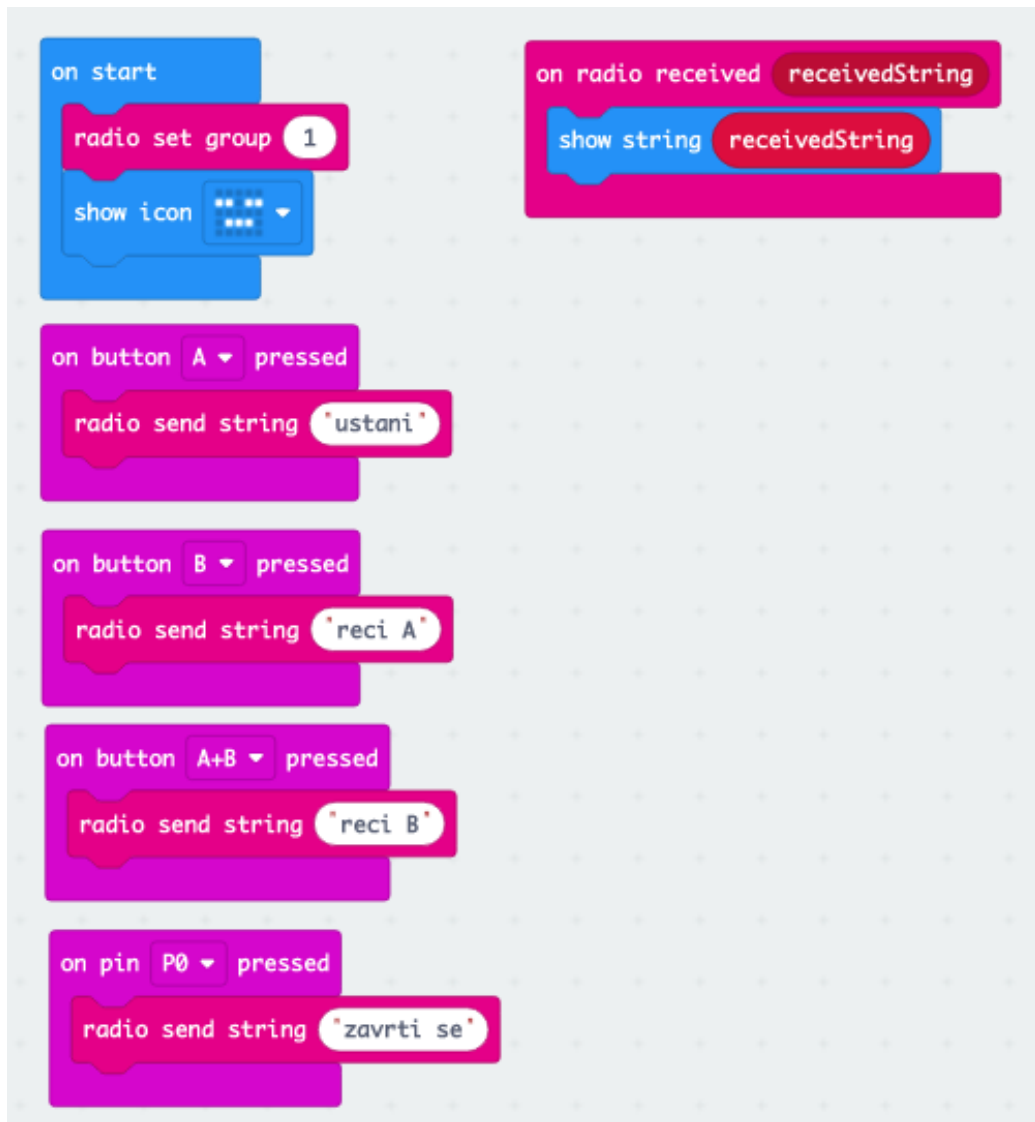 on start
radio set group 1
show icon
on radio received receivedString
show string receivedString
on button A pressed
radio send string "ustani"
on button B pressed
radio send string "reci A"
on button A+B pressed
radio send string "reci B"
on pin P0 pressed
radio send string "zavrti se"